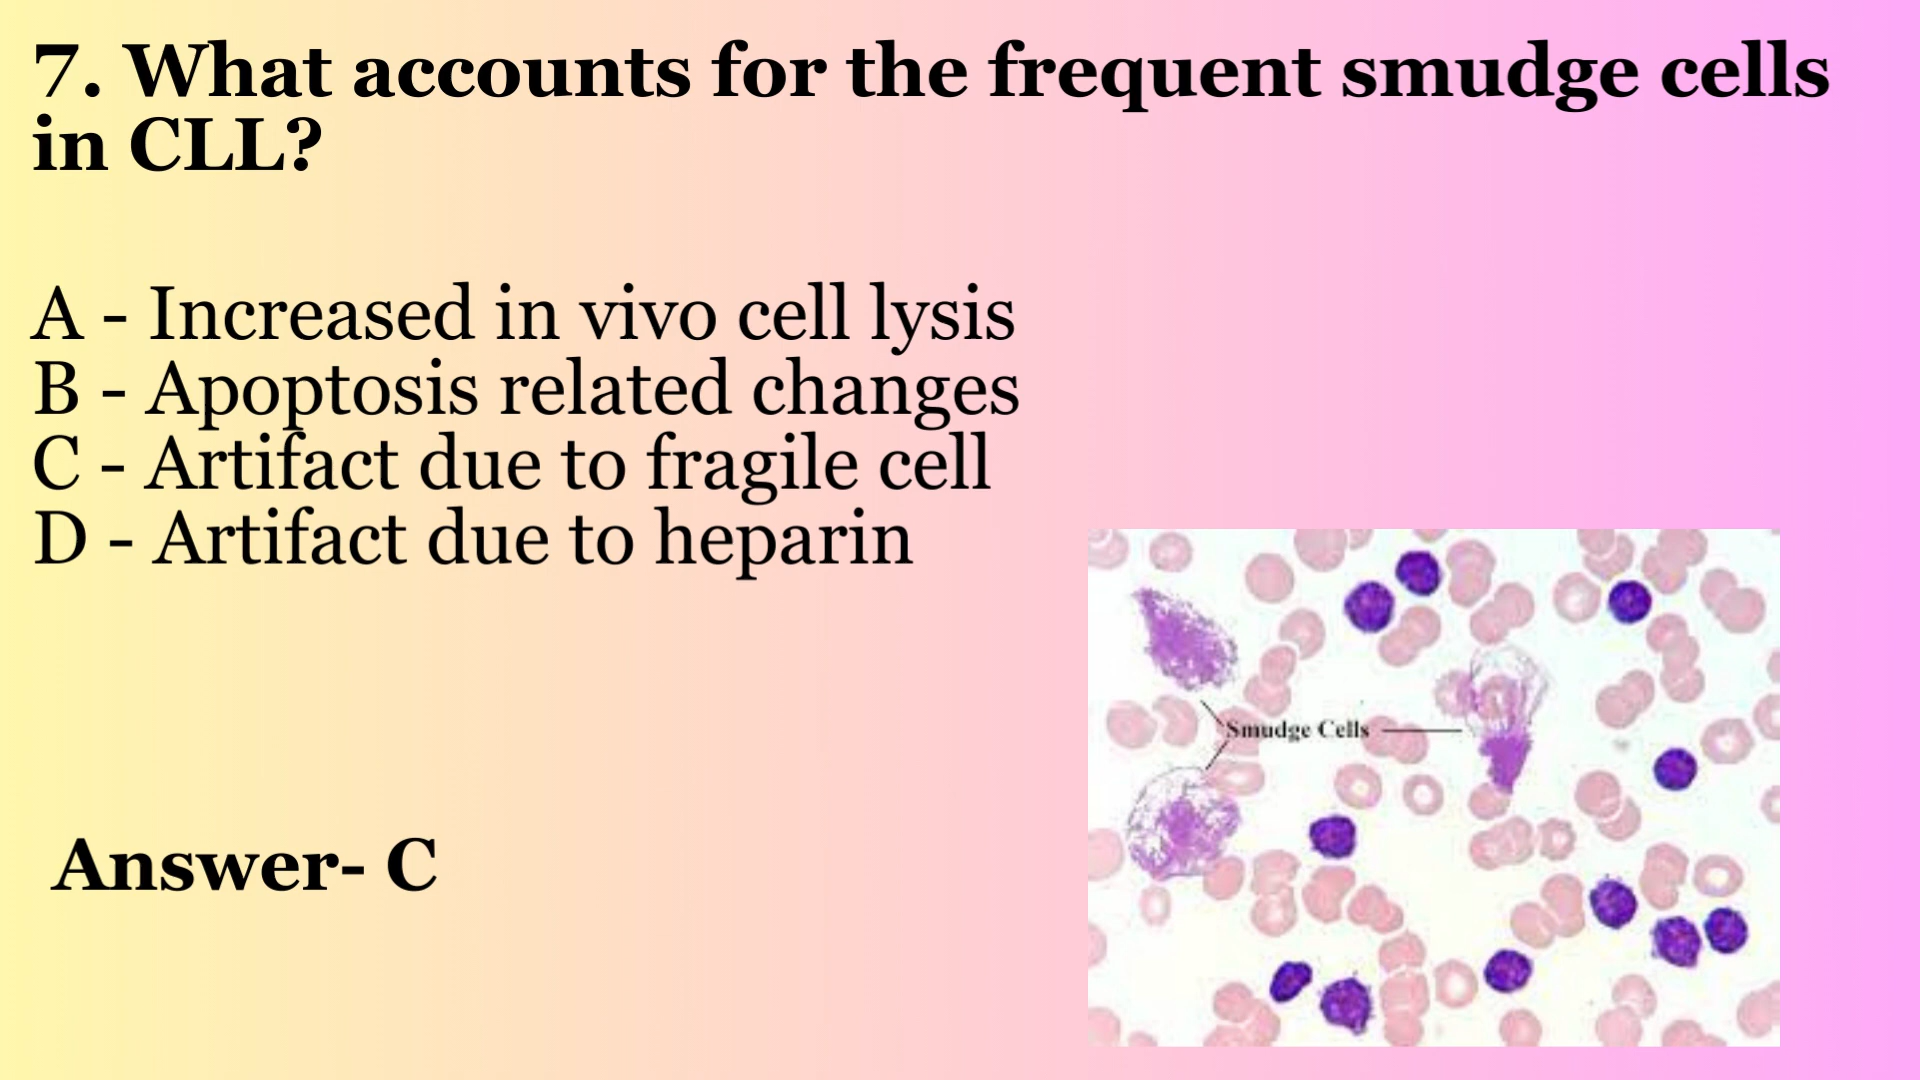 7. What accounts for the frequent smudge cells
in CLL?
A - Increased in vivo cell lysis
B - Apoptosis related changes
C - Artifact due to fragile cell
D - Artifact due to heparin
Smudge Cells
Answer- C